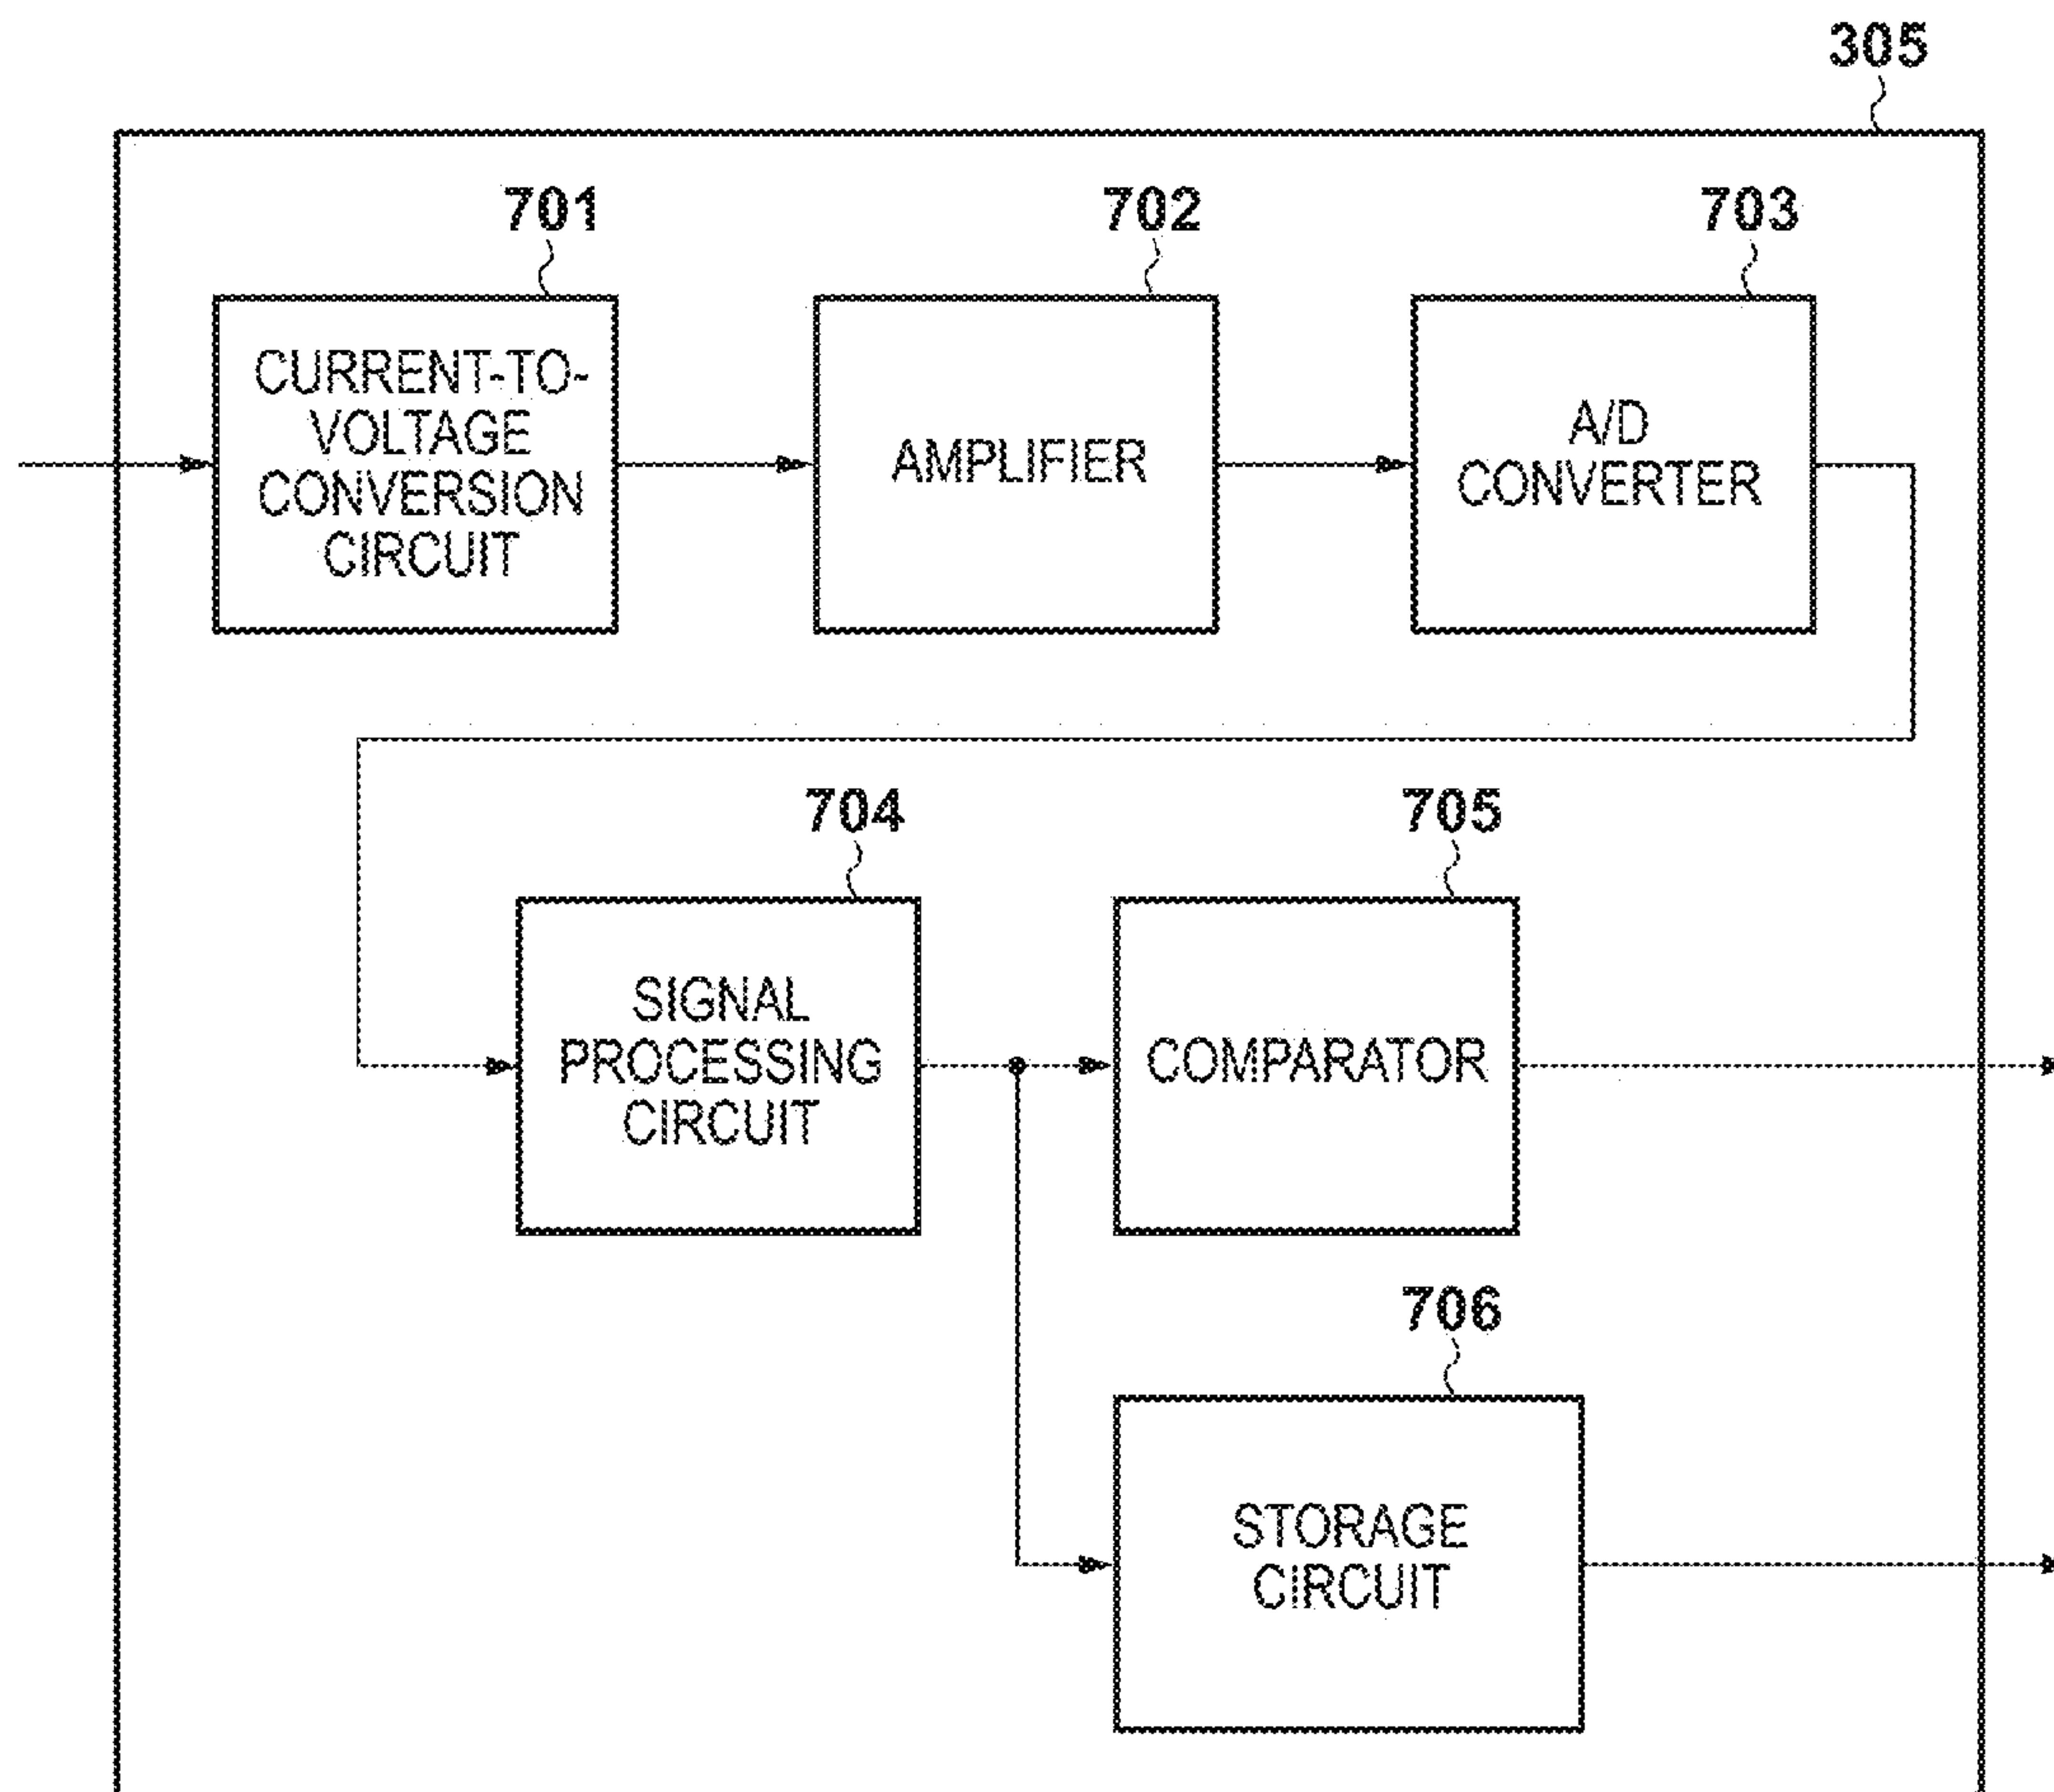 305
701
702
703
CURRENT-TO-
VOLTAGE
CONVERSION
CIRCUIT
AMPLIFIER
A/D
CONVERTER
704
705
SIGNAL
PROCESSING
CIRCUIT
COMPARATOR
706
STORAGE
CIRCUIT